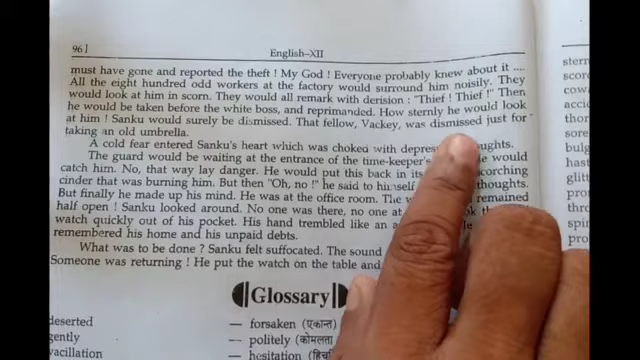 96]
English–XII
must have gone and reported the theft ! My God ! Everyone probably knew about it ....
All the eight hundred odd workers at the factory would surround him noisily. They
would look at him in scorn. They would all remark with derision : "Thief ! Thief !" Then
he would be taken before the white boss, and reprimanded. How sternly he would look
at him ! Sanku would surely be dismissed. That fellow, Vackey, was dismissed just for
taking an old umbrella.
A cold fear entered Sanku's heart which was choked with
The guard would be waiting at the entrance of the time-keeper's would
catch him. No, that way lay danger. He would put this back in its scorching
cinder that was burning him. But then "Oh, no !" he said to thoughts.
But finally he made up his mind. He was at the office room. The remained
half open ! Sanku looked around. No one was there, no one at the
watch quickly out of his pocket. His hand trembled like an
remembered his home and his unpaid debts.
What was to be done ? Sanku felt suffocated. The sound
Someone was returning ! He put the watch on the table and
Glossary
deserted
— forsaken (एकान्त)
gently
— politely (कोमलता
vacillation
— hesitation
stern
scor
cow
acci
thor
sore
bulg
hast
glit
pro
thr
spir
pro